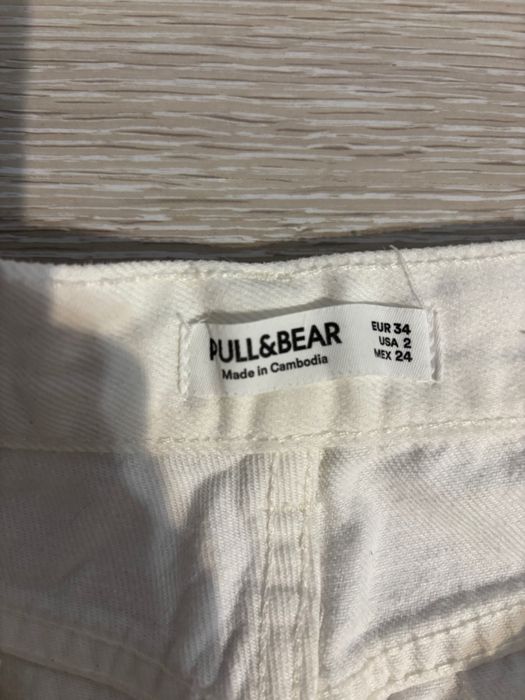 PULL&BEAR
Made in Cambodia
EUR 34
USA 2
MEX 24